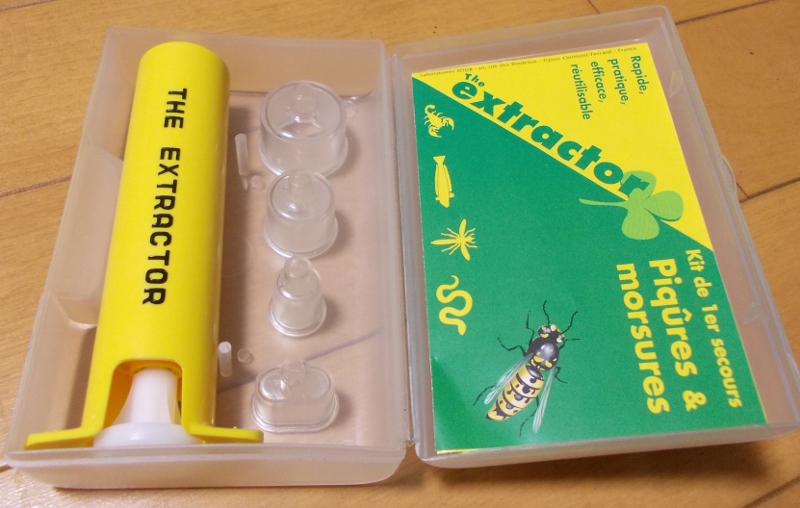 THE EXTRACTOR
The
extractor
Rapide,
pratique,
efficace,
réutilisable
Kit de 1er secours
Piqûres &
morsures